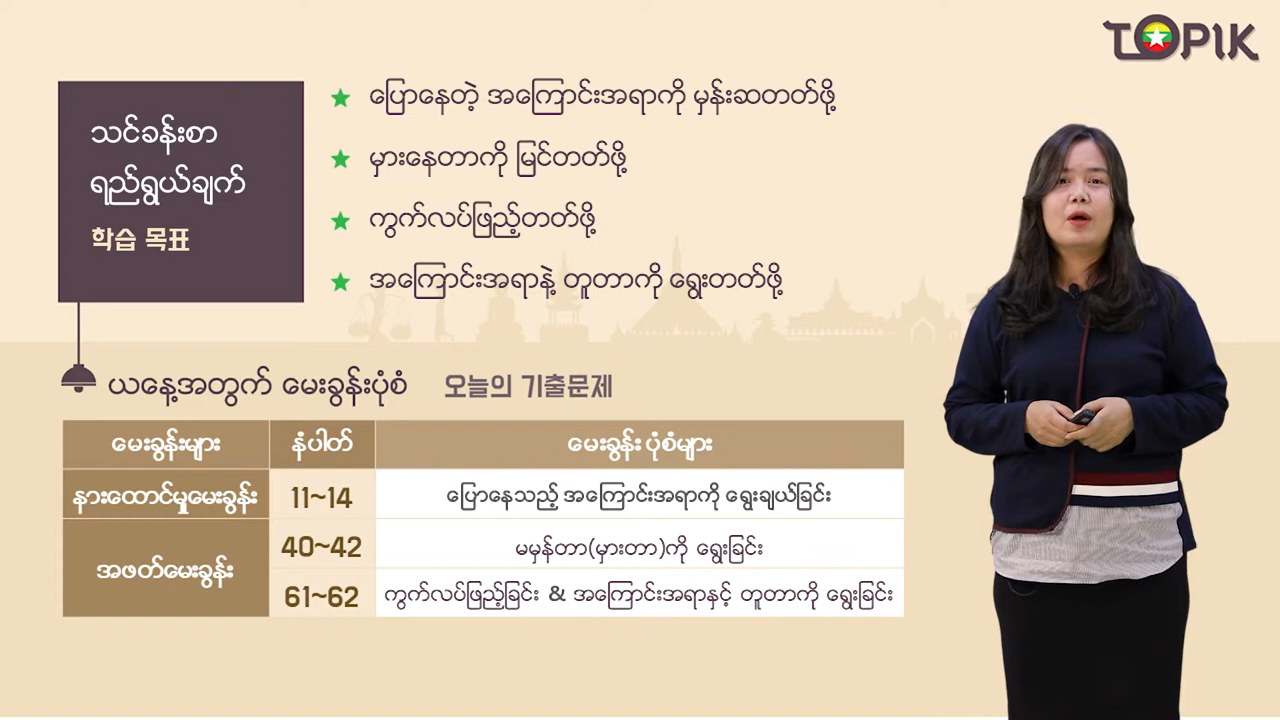 TOPIK
သင်ခန်းစာ
ရည်ရွယ်ချက်
학습 목표
ပြောနေတဲ့ အကြောင်းအရာကို မှန်းဆတတ်ဖို့
မှားနေတာကို မြင်တတ်ဖို့
ကွက်လပ်ဖြည့်တတ်ဖို့
အကြောင်းအရာနဲ့ တူတာကို ရွေးတတ်ဖို့
ယနေ့အတွက် မေးခွန်းပုံစံ 오늘의 기출문제
မေးခွန်းများ နံပါတ် မေးခွန်း ပုံစံများ
နားထောင်မှုမေးခွန်း 11~14 ပြောနေသည့် အကြောင်းအရာကို ရွေးချယ်ခြင်း
အဖတ်မေးခွန်း 40~42 မမှန်တာ(မှားတာ)ကို ရွေးခြင်း
61~62 ကွက်လပ်ဖြည့်ခြင်း & အကြောင်းအရာနှင့် တူတာကို ရွေးခြင်း